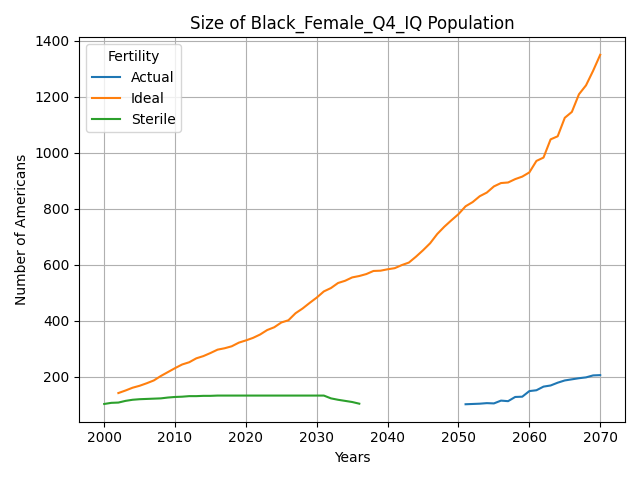 Size of Black_Female_Q4_IQ Population
Fertility
Actual
Ideal
Sterile
1400
1200
1000
800
600
400
200
Number of Americans
2000 2010 2020 2030 2040 2050 2060 2070
Years